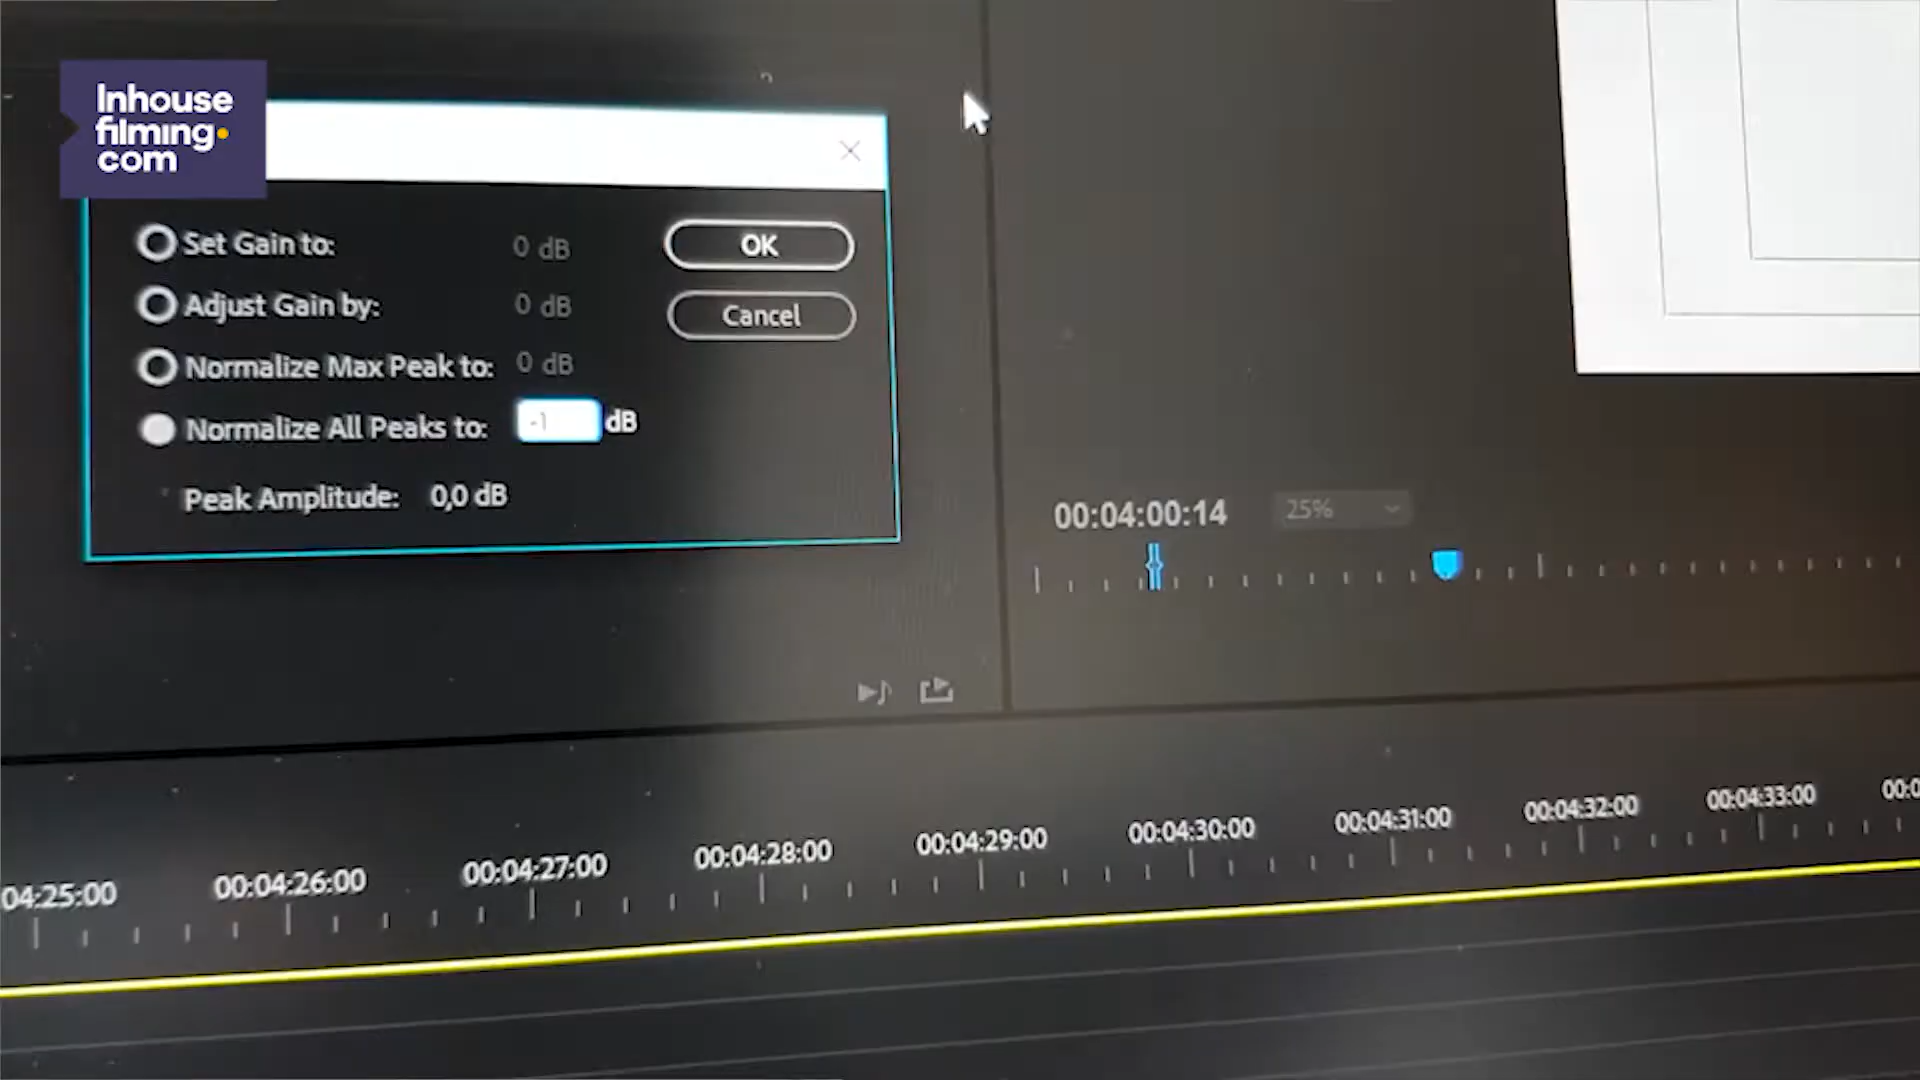 Inhouse
filming.
com
Set Gain to: 0 dB
OK
Adjust Gain by: 0 dB
Cancel
Normalize Max Peak to: 0 dB
Normalize All Peaks to: -1 dB
Peak Amplitude: 0,0 dB
00:04:00:14
25%
04:25:00
00:04:26:00
00:04:27:00
00:04:28:00
00:04:29:00
00:04:30:00
00:04:31:00
00:04:32:00
00:04:33:00
00:0